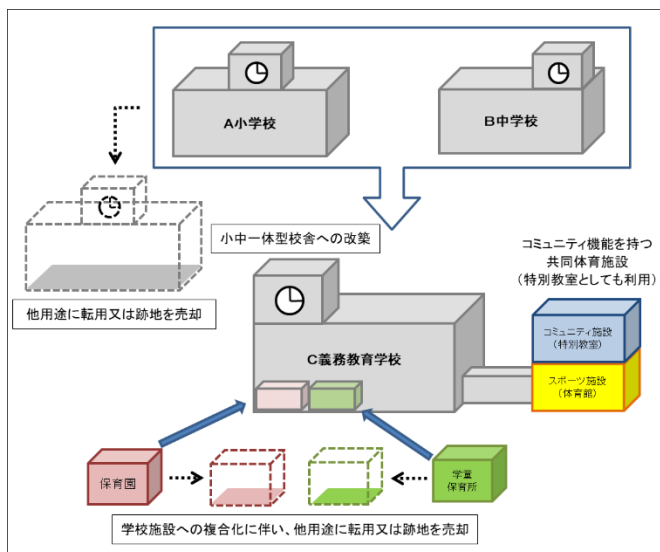 A小学校
B中学校
小中一体型校舎への改築
他用途に転用又は跡地を売却
コミュニティ機能を持つ
共同体育施設
（特別教室としても利用）
C義務教育学校
コミュニティ施設
（特別教室）
スポーツ施設
（体育館）
保育園
学童
保育所
学校施設への複合化に伴い、他用途に転用又は跡地を売却